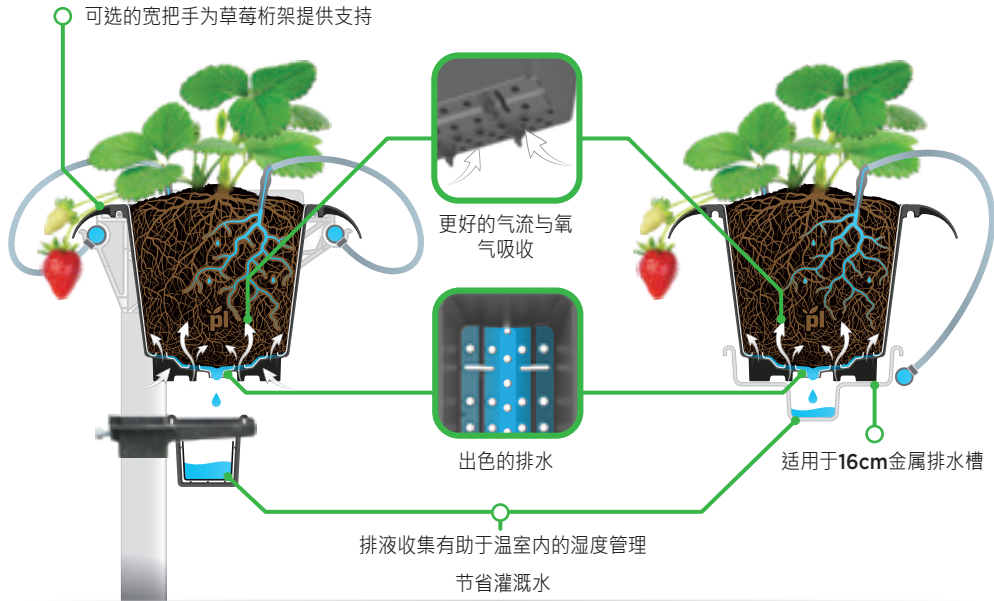 可选的宽把手为草莓桁架提供支持
更好的气流与氧
气吸收
pl
pl
出色的排水
适用于16cm金属排水槽
排液收集有助于温室内的湿度管理
节省灌溉水